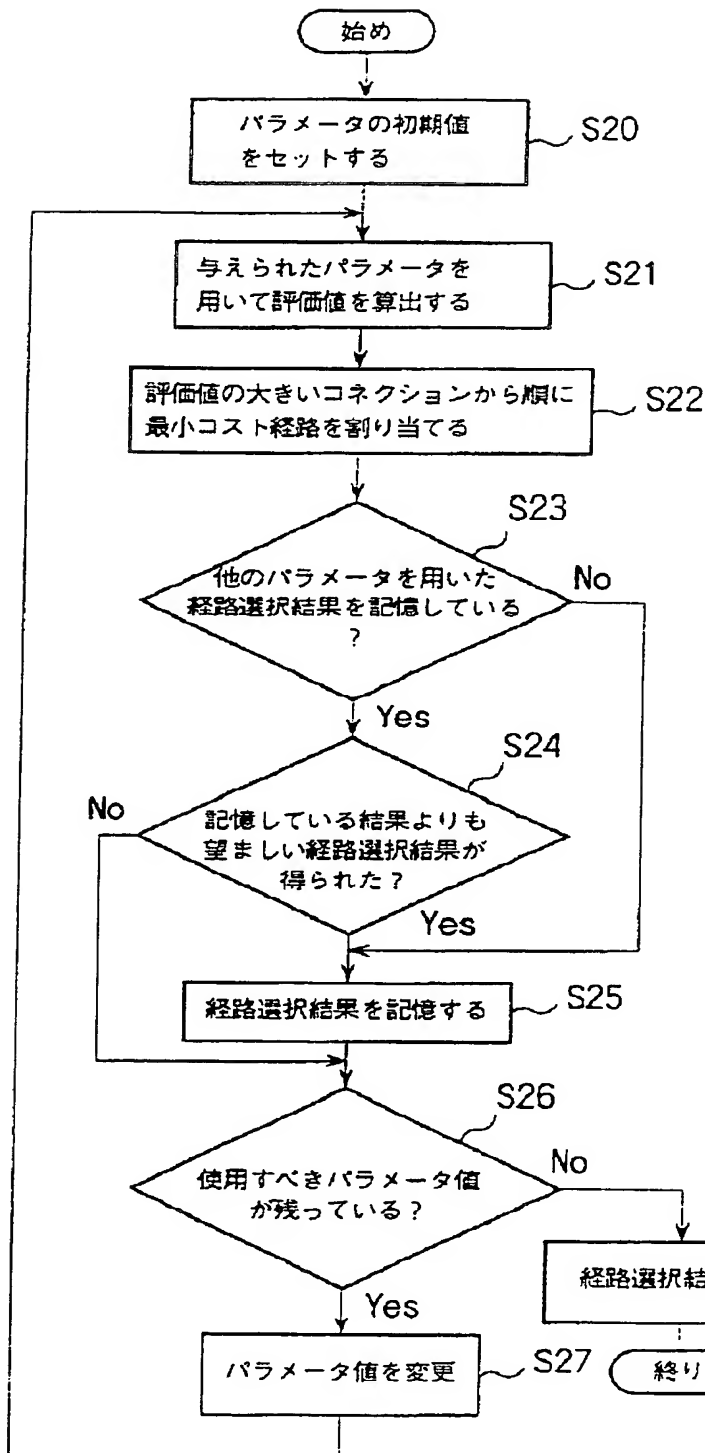 始め
パラメータの初期値
をセットする
S20
与えられたパラメータを
用いて評価値を算出する
S21
評価値の大きいコネクションから順に
最小コスト経路を割り当てる
S22
S23
他のパラメータを用いた
経路選択結果を記憶している
?
No
Yes
S24
No
記憶している結果よりも
望ましい経路選択結果が
得られた?
Yes
経路選択結果を記憶する
S25
S26
使用すべきパラメータ値
が残っている?
No
経路選択結
Yes
パラメータ値を変更
S27
終り